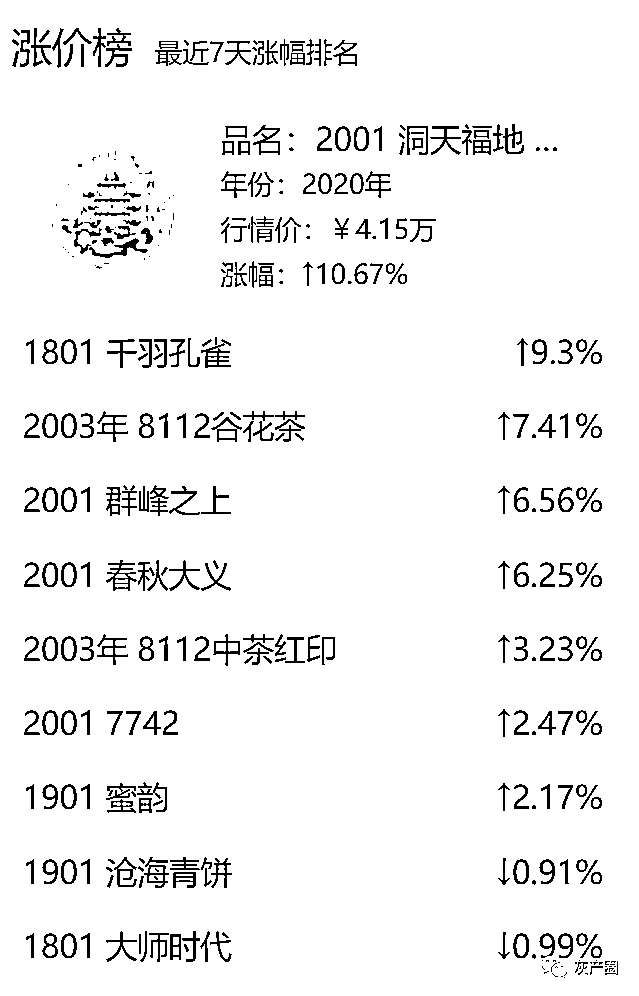 涨价榜 最近7天涨幅排名
品名：2001 洞天福地 ...
年份：2020年
行情价：￥4.15万
涨幅：↑10.67%
1801 千羽孔雀 ↑9.3%
2003年 8112谷花茶 ↑7.41%
2001 群峰之上 ↑6.56%
2001 春秋大义 ↑6.25%
2003年 8112中茶红印 ↑3.23%
2001 7742 ↑2.47%
1901 蜜韵 ↑2.17%
1901 沧海青饼 ↓0.91%
1801 大师时代 ↓0.99%
灰产圈